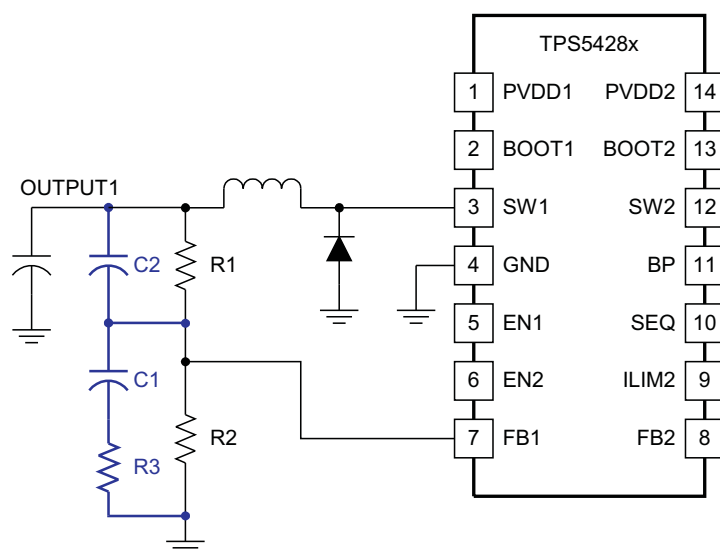 TPS5428x
1 PVDD1 PVDD2 14
2 BOOT1 BOOT2 13
OUTPUT1
3 SW1 SW2 12
C2 R1
4 GND BP 11
5 EN1 SEQ 10
C1
6 EN2 ILIM2 9
R2
7 FB1 FB2 8
R3